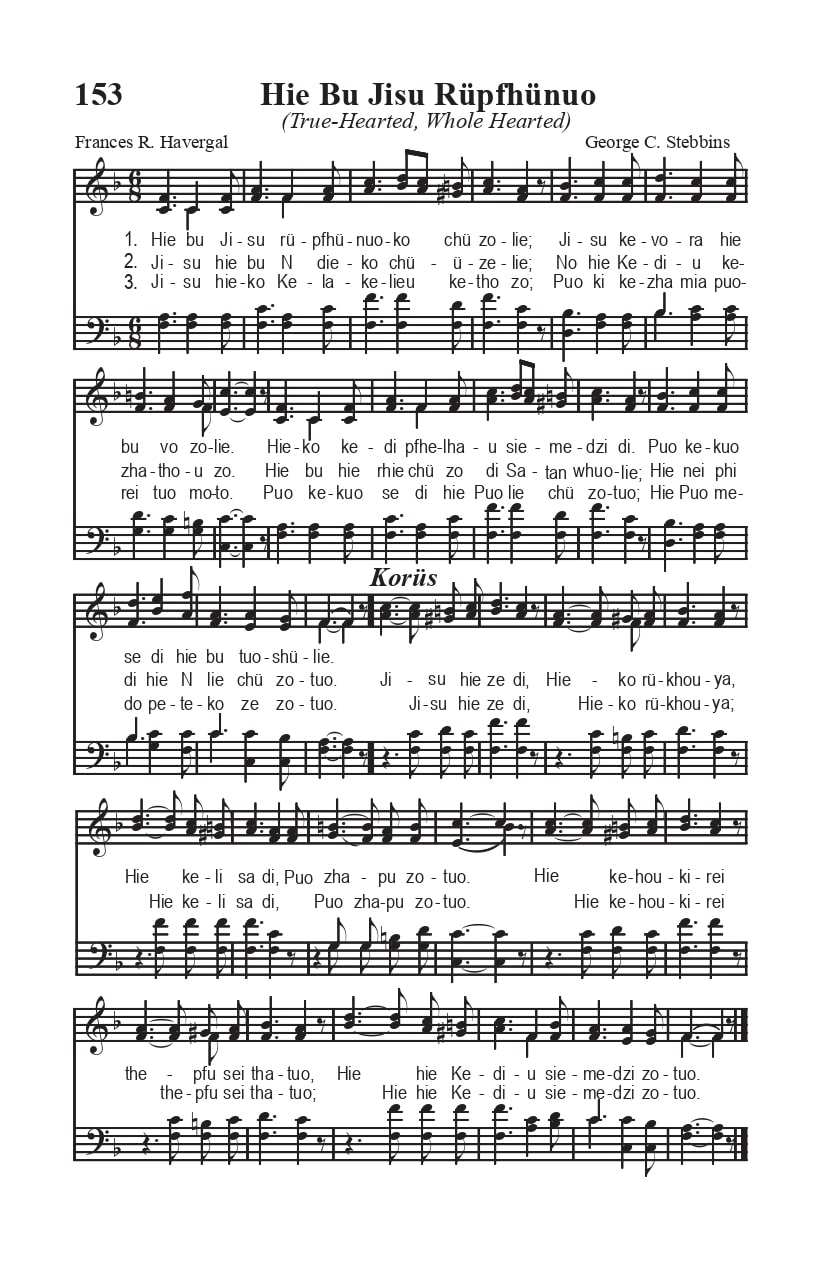 153 Hie Bu Jisu Rüpfhünuo
(True-Hearted, Whole Hearted)
Frances R. Havergal George C. Stebbins
1. Hie bu Ji - su rü - pfhü - nuo - ko chü zo - lie; Ji - su ke - vo - ra hie
2. Ji - su hie bu N die - ko chü - ü - ze - lie; No hie Ke - di - u ke -
3. Ji - su hie - ko Ke - la - ke - lieu ke - tho zo; Puo ki ke - zha mia puo -
bu vo zo - lie. Hie - ko ke - di pfhe - lha - u sie - me - dzi di. Puo ke - kuo
zha - tho - u zo. Hie bu hie rhie chü zo di Sa - tan whuo - lie; Hie nei phi
rei tuo mo - to. Puo ke - kuo se di hie Puo lie chü zo - tuo; Hie Puo me -
Korüs
se di hie bu tuo - shü - lie.
di hie N lie chü zo - tuo. Ji - su hie ze di, Hie - ko rü - khou - ya,
do pe - te - ko ze zo - tuo. Ji - su hie ze di, Hie - ko rü - khou - ya;
Hie ke - li sa di, Puo zha - pu zo - tuo. Hie ke - hou - ki - rei
Hie ke - li sa di, Puo zha - pu zo - tuo. Hie ke - hou - ki - rei
the - pfu sei tha - tuo, Hie hie Ke - di - u sie - me - dzi zo - tuo.
the - pfu sei tha - tuo; Hie hie Ke - di - u sie - me - dzi zo - tuo.